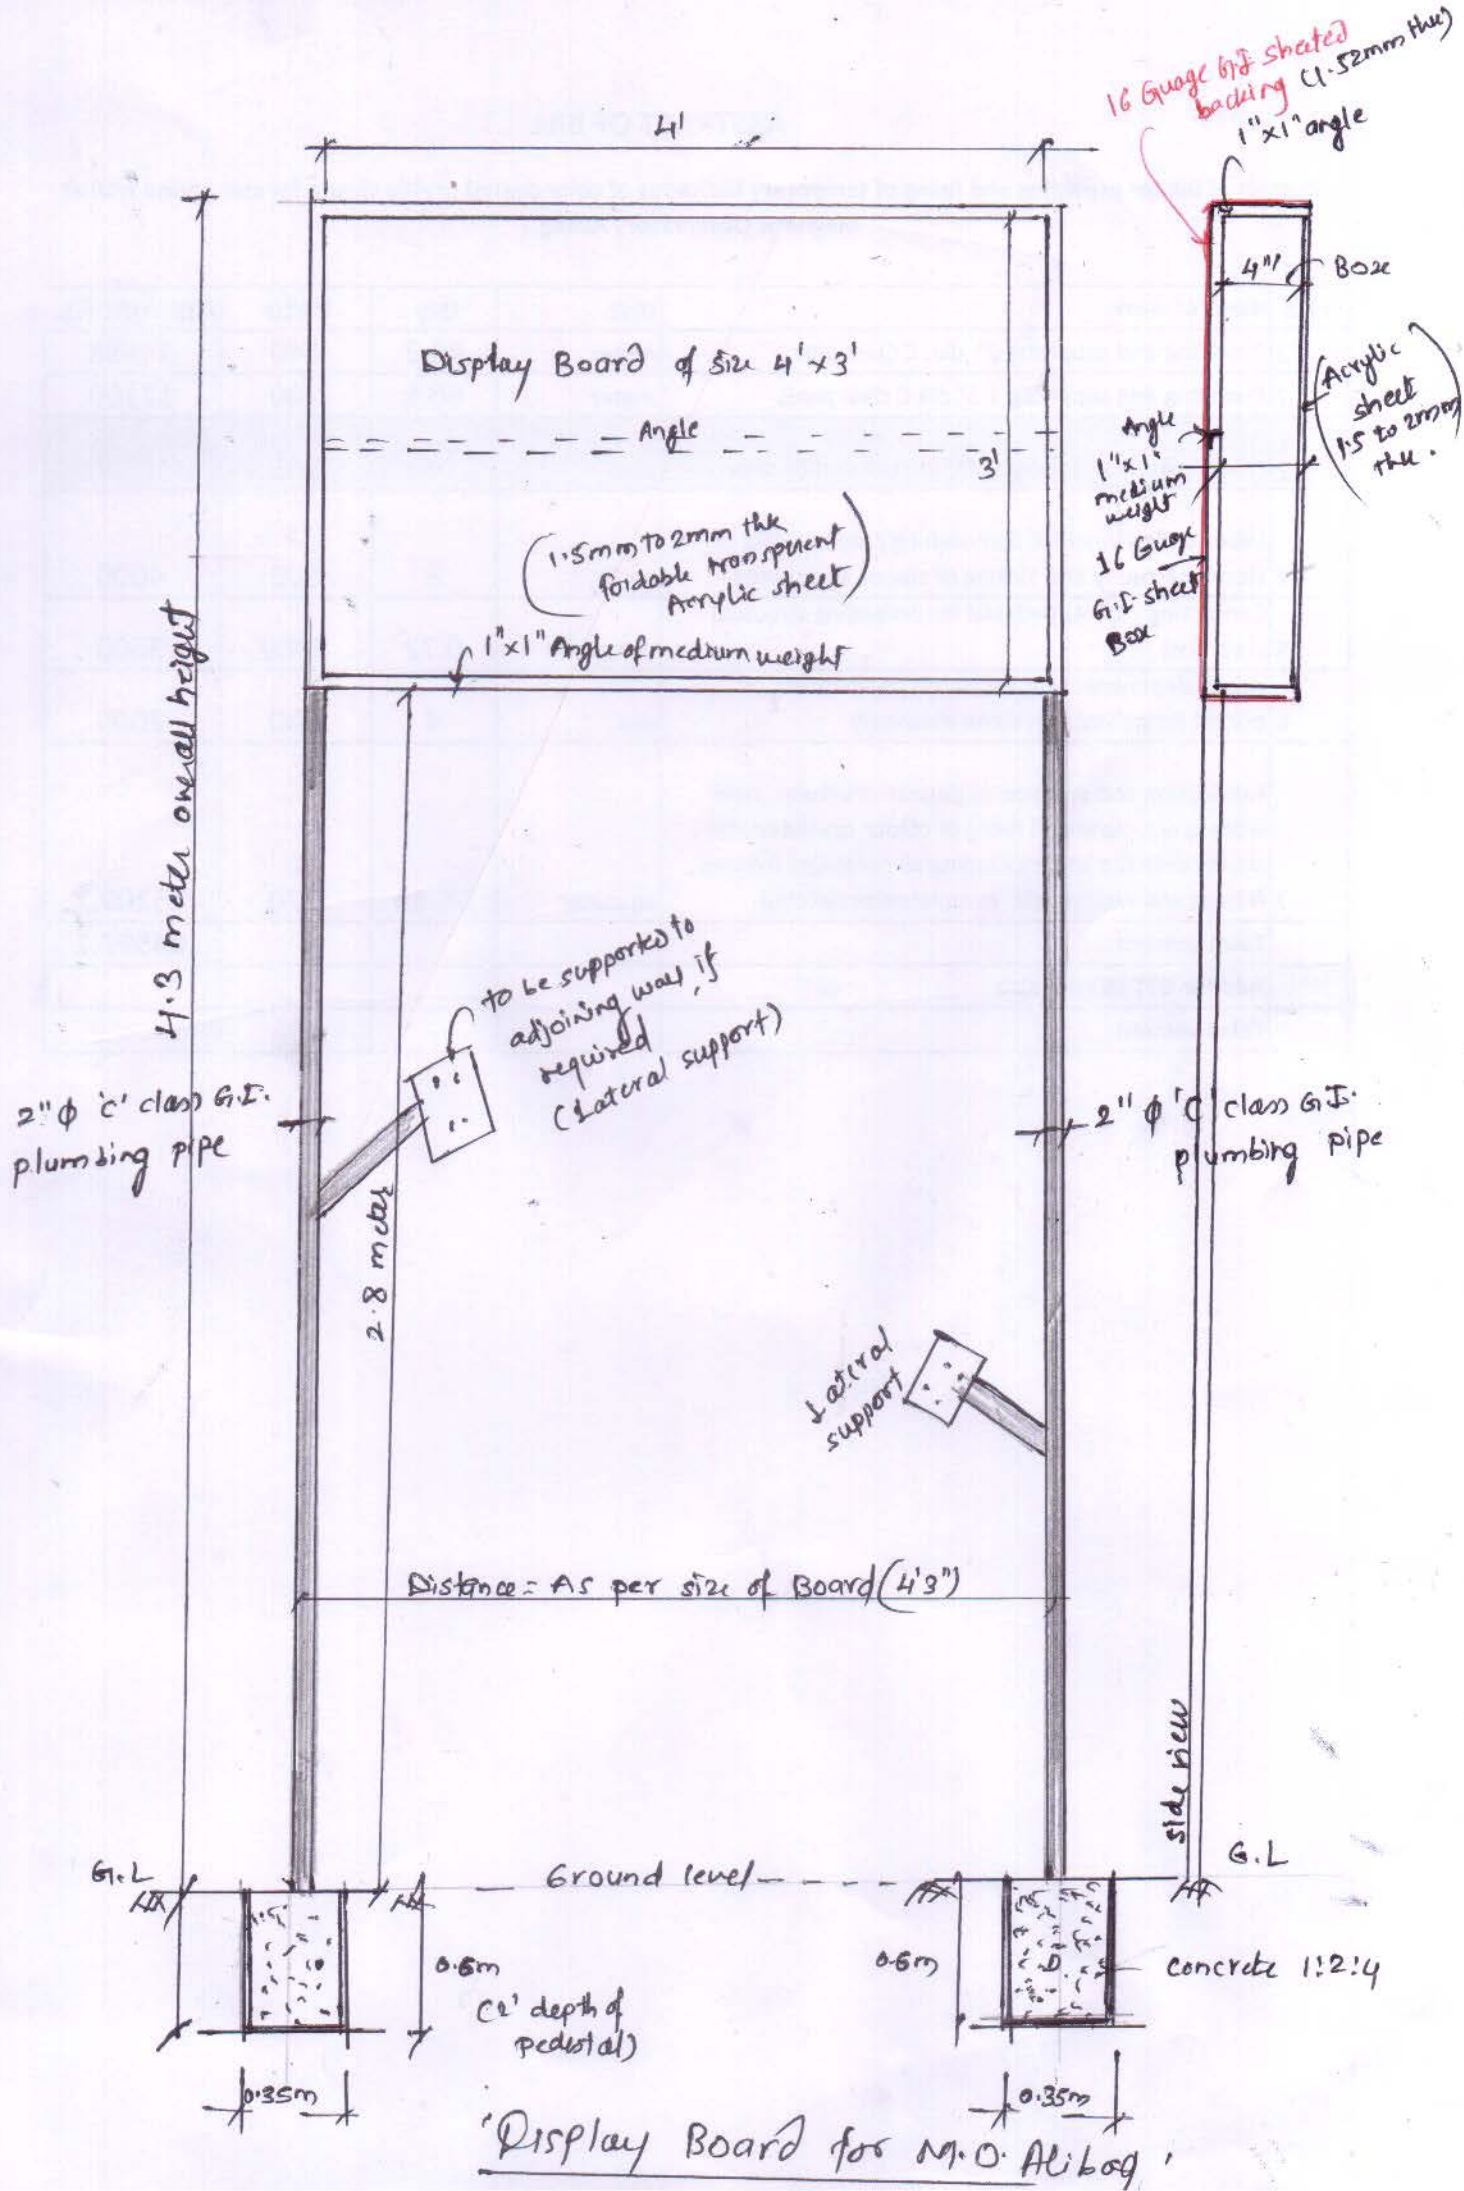 16 Guage G.I sheeted
backing (1.52mm thk)
1"x1" angle
4'
4"
Box
Display Board of size 4'x3'
Angle
3'
(Acrylic
sheet
1.5 to 2mm
thk.)
Angle
1"x1"
medium
weight
16 Guage
G.I sheet
Box
(1.5mm to 2mm thk
foldable transperent
Acrylic sheet)
1"x1" Angle of medium weight
4.3 meter overall height
to be supported to
adjoining wall, if
required
(Lateral support)
2" φ 'C' class G.I.
plumbing pipe
2" φ 'C' class G.I.
plumbing pipe
2.8 meter
Lateral
support
Distance = As per size of Board (4'3")
side view
G.L
Ground level
G.L
0.6m
(2' depth of
pedestal)
0.6m
concrete 1:2:4
0.35m
0.35m
'Display Board for M.O. Alibag'